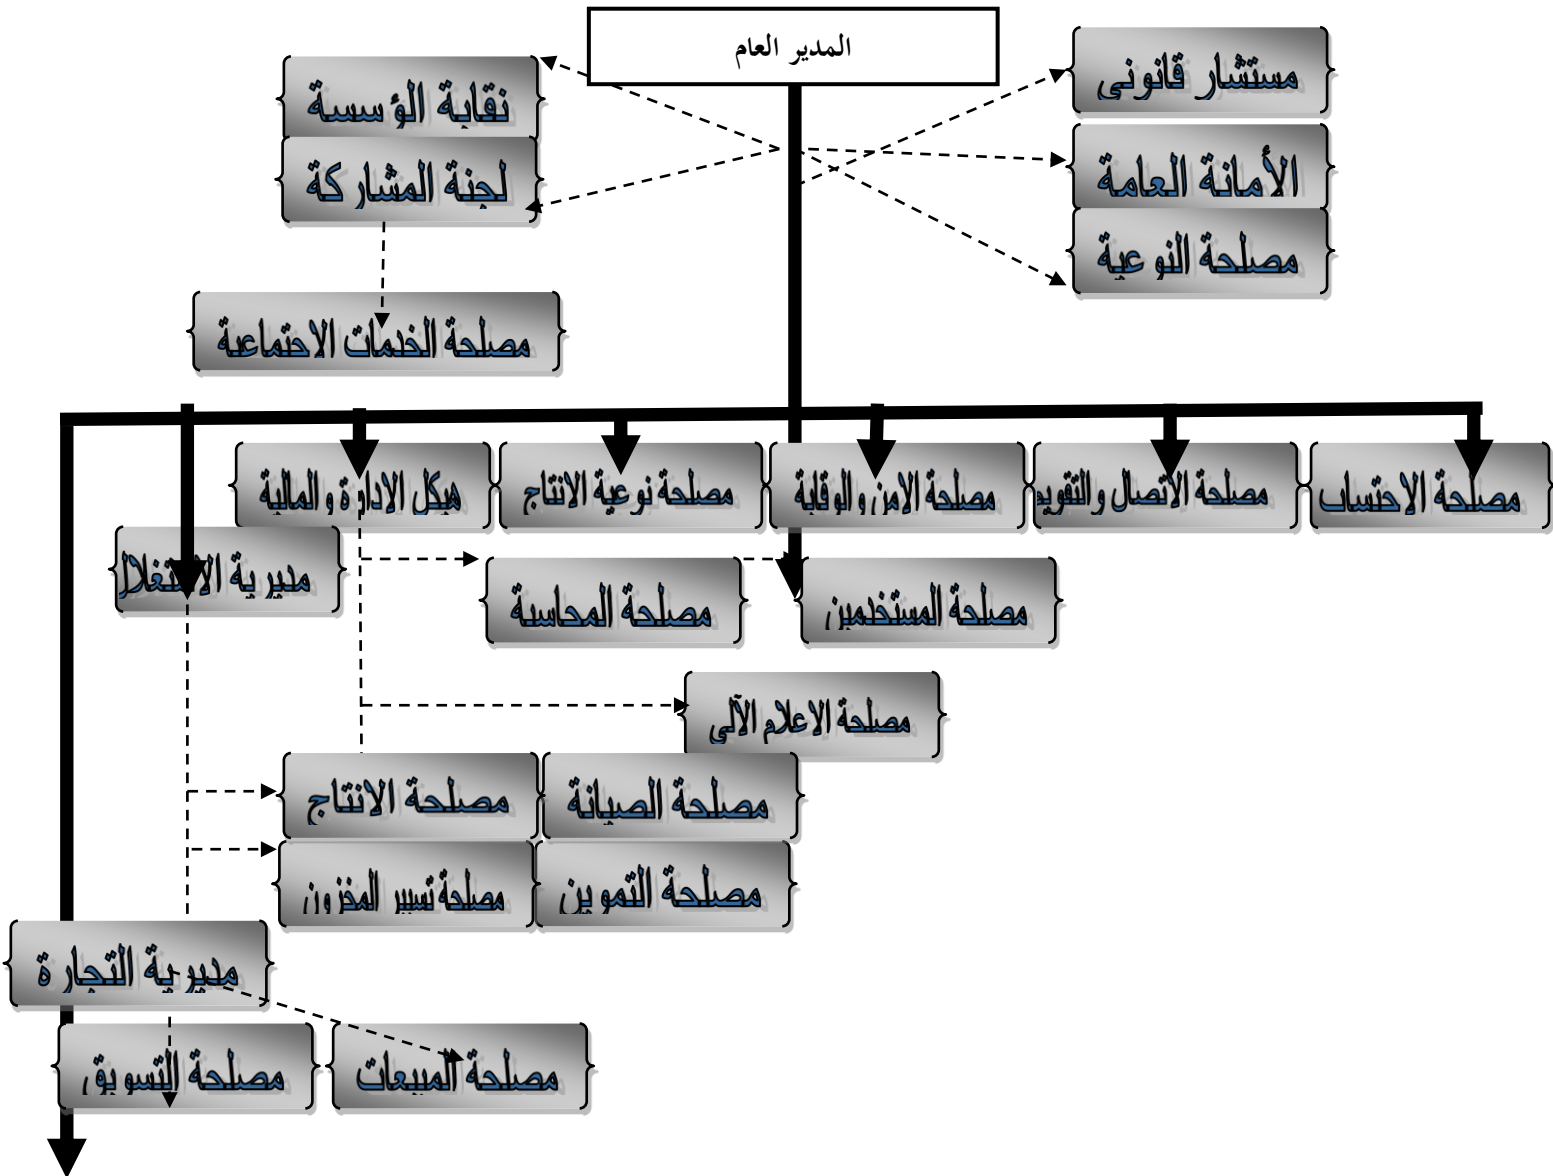 المدير العام
مستشار قانوني
نقابة الؤسسة
الأمانة العامة
لجنة المشاركة
مصلحة النوعية
مصلحة الخدمات الاجتماعية
مصلحة الاحتساب
مصلحة الاتصال والتقويم
مصلحة الامن والوقاية
مصلحة نوعية الانتاج
هيكل الادارة و المالية
مديرية الاستغلال
مصلحة المستخدمين
مصلحة المحاسبة
مصلحة الاعلام الآلي
مصلحة الصيانة
مصلحة الانتاج
مصلحة التموين
مصلحة تسيير المخزون
مديرية التجارة
مصلحة المبيعات
مصلحة التسويق